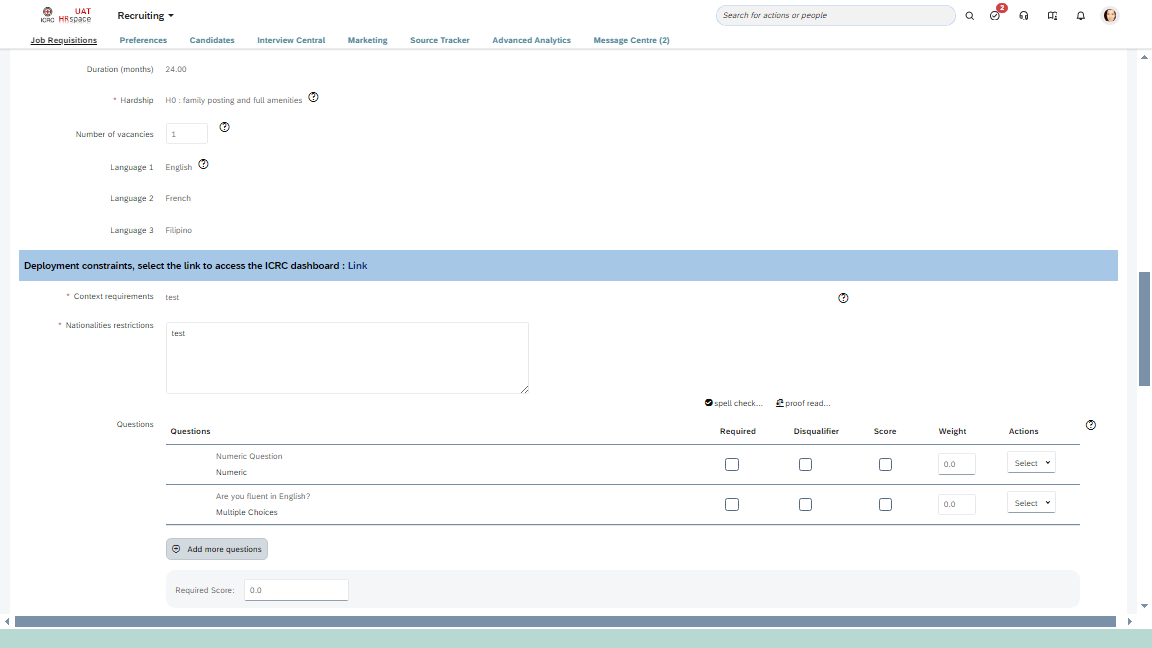 ICRC
UAT
HRspace
Recruiting
Search for actions or people
2
Job Requisitions Preferences Candidates Interview Central Marketing Source Tracker Advanced Analytics Message Centre (2)
Duration (months) 24.00
* Hardship H0 : family posting and full amenities
Number of vacancies 1
Language 1 English
Language 2 French
Language 3 Filipino
Deployment constraints, select the link to access the ICRC dashboard : Link
* Context requirements test
* Nationalities restrictions test
spell check... proof read...
Questions Questions Required Disqualifier Score Weight Actions
Numeric Question
Numeric 0.0 Select
Are you fluent in English?
Multiple Choices 0.0 Select
Add more questions
Required Score: 0.0